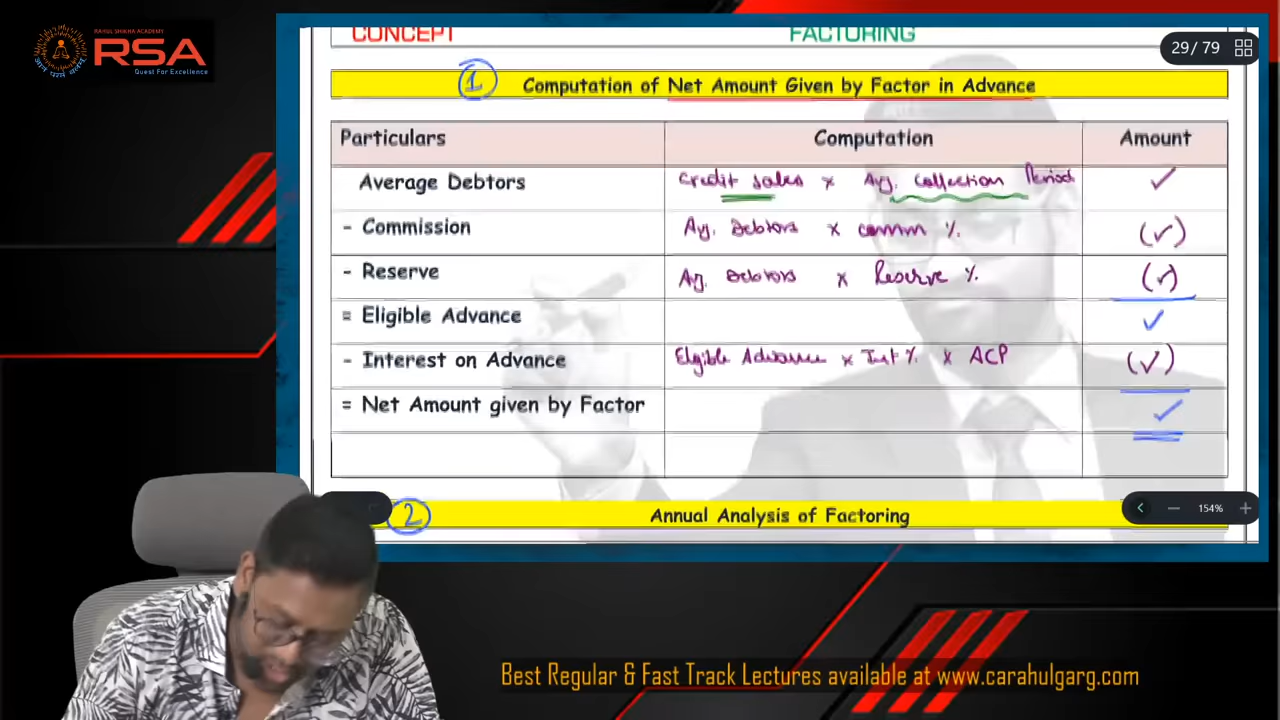 RAHUL SHIKHA ACADEMY
RSA
Quest For Excellence
CONCEPT FACTORING
29 / 79
1 Computation of Net Amount Given by Factor in Advance
Particulars Computation Amount
Average Debtors Credit Sales × Avg. Collection Period ✓
- Commission Avg. Debtors × comm % (✓)
- Reserve Avg. Debtors × Reserve % (✓)
= Eligible Advance ✓
- Interest on Advance Eligible Advance × Int % × ACP (✓)
= Net Amount given by Factor ✓
2 Annual Analysis of Factoring
154%
Best Regular & Fast Track Lectures available at www.carahulgarg.com